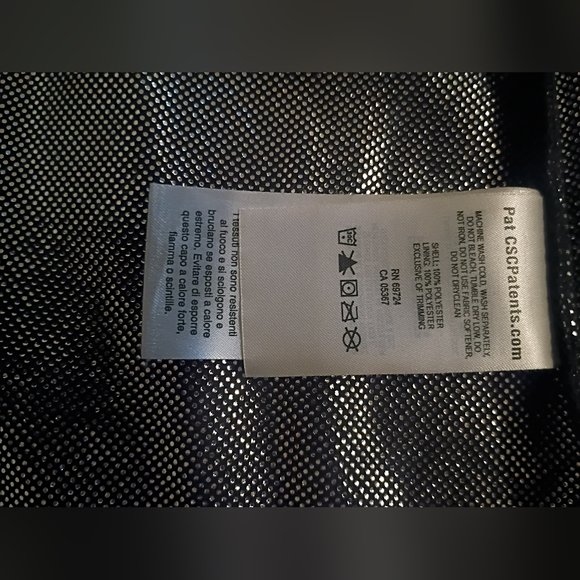 Pat CSCPatents.com
MACHINE WASH COLD, WASH SEPARATELY,
DO NOT BLEACH, TUMBLE DRY LOW, DO
NOT IRON, DO NOT USE FABRIC SOFTENER,
DO NOT DRYCLEAN
SHELL: 100% POLYESTER
LINING: 100% POLYESTER
EXCLUSIVE OF TRIMMING
RN 69724
CA 05367
I tessuti non sono resistenti
al fuoco e si sciolgono e
bruciano se esposti a calore
estremo. Evitare di esporre
questo capo a calore forte,
fiamma o scintille.